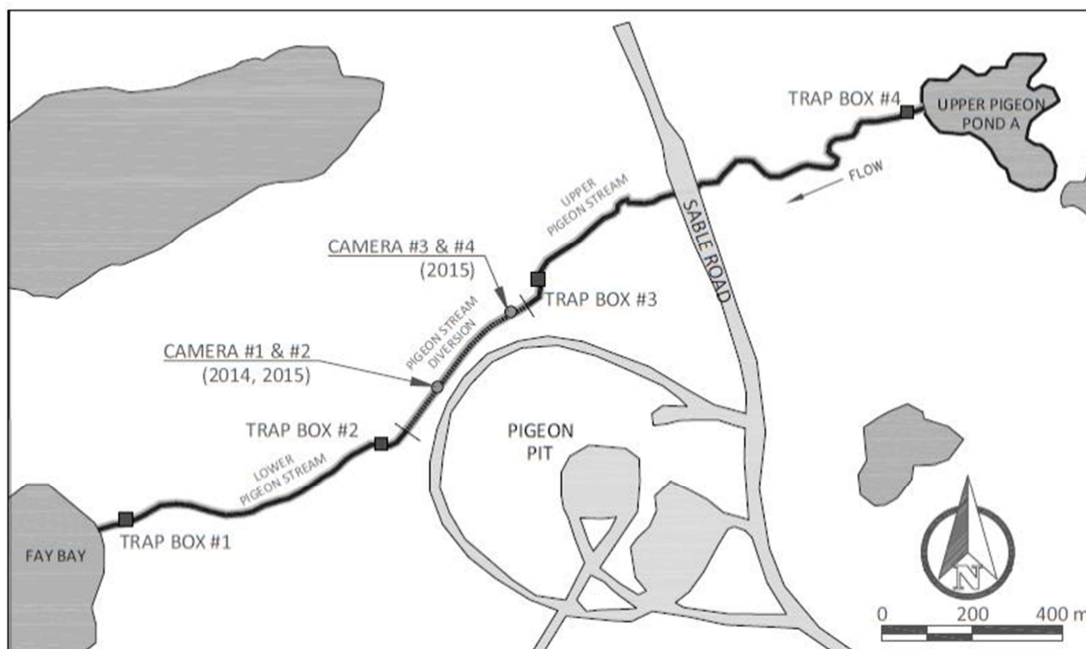 TRAP BOX #4
UPPER PIGEON
POND A
FLOW
UPPER
PIGEON STREAM
SABLE ROAD
CAMERA #3 & #4
(2015)
TRAP BOX #3
PIGEON STREAM
DIVERSION
CAMERA #1 & #2
(2014, 2015)
TRAP BOX #2
PIGEON
PIT
LOWER
PIGEON STREAM
TRAP BOX #1
FAY BAY
N
0 200 400 m